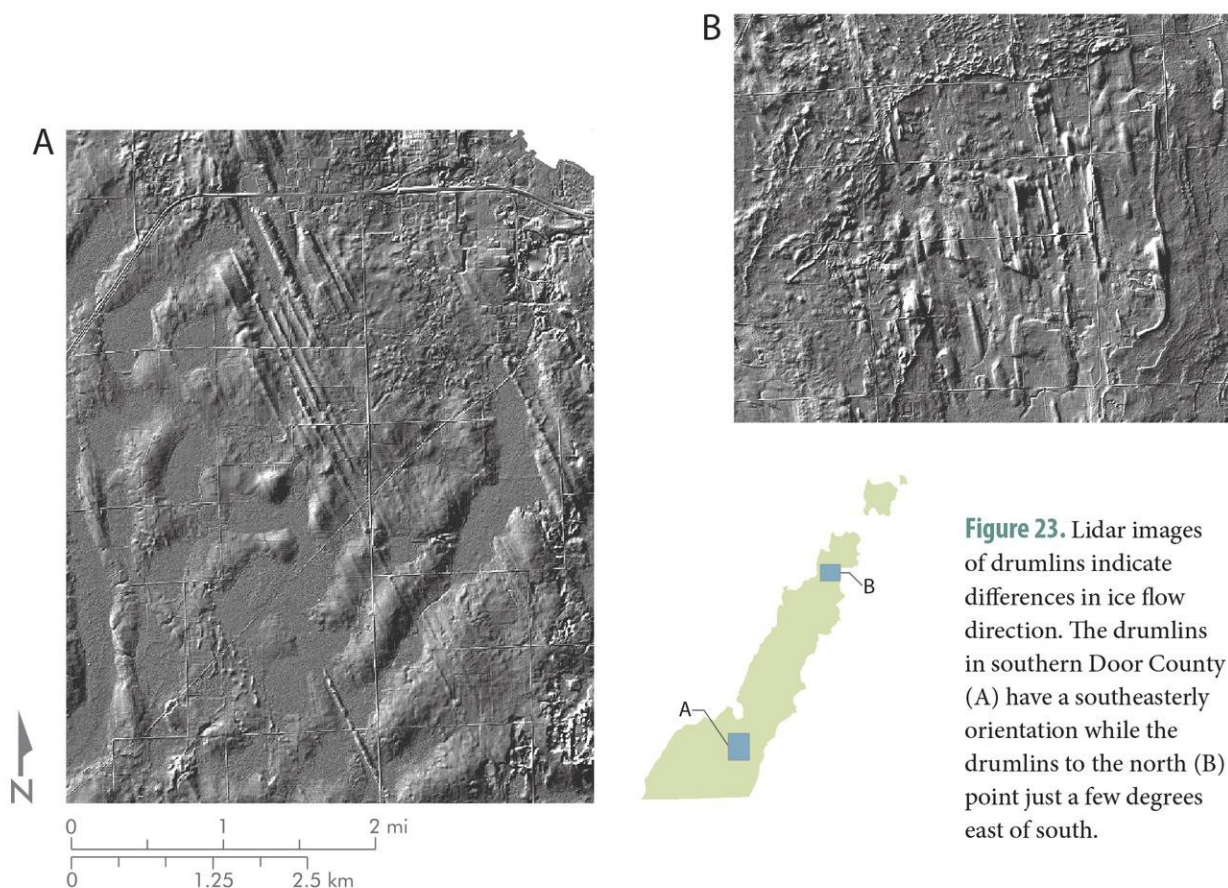 A
B
N
0 1 2 mi
0 1.25 2.5 km
A
B
Figure 23. Lidar images
of drumlins indicate
differences in ice flow
direction. The drumlins
in southern Door County
(A) have a southeasterly
orientation while the
drumlins to the north (B)
point just a few degrees
east of south.